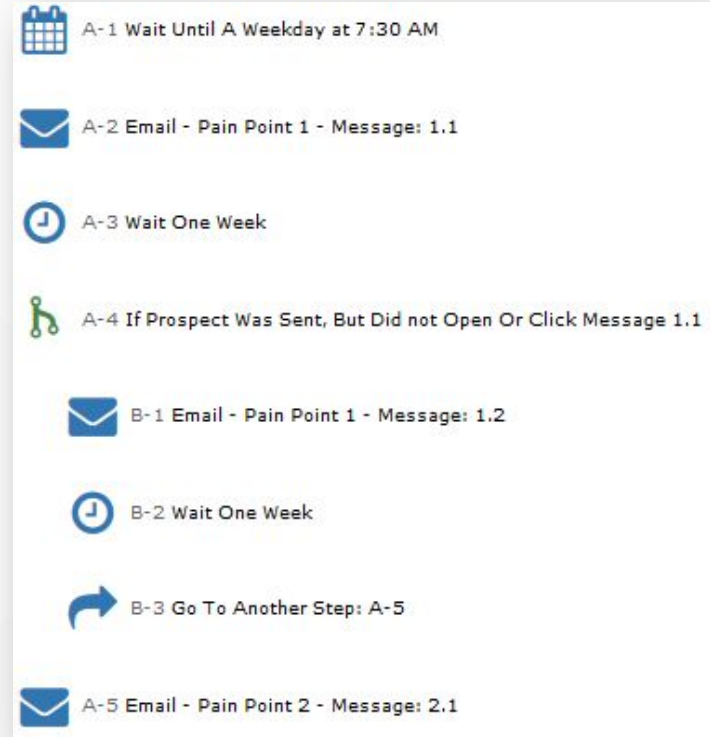 A-1 Wait Until A Weekday at 7:30 AM
A-2 Email - Pain Point 1 - Message: 1.1
A-3 Wait One Week
A-4 If Prospect Was Sent, But Did not Open Or Click Message 1.1
B-1 Email - Pain Point 1 - Message: 1.2
B-2 Wait One Week
B-3 Go To Another Step: A-5
A-5 Email - Pain Point 2 - Message: 2.1